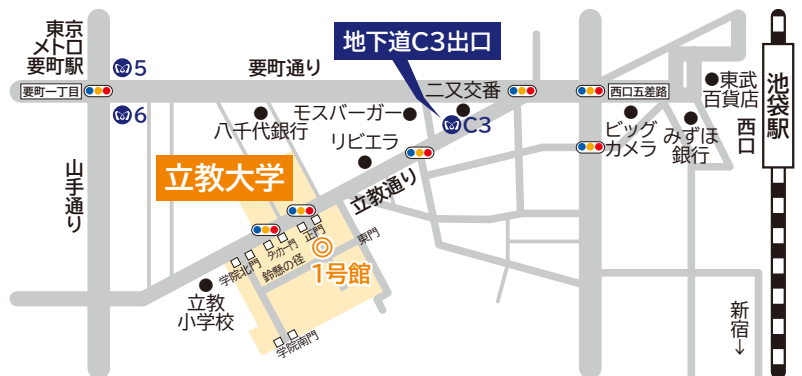 東京
メトロ
要町駅
5
6
要町一丁目
山手通り
要町通り
八千代銀行
モスバーガー
リビエラ
地下道C3出口
二又交番
C3
西口五差路
ビッグ
カメラ
みずほ
銀行
東武
百貨店
西口
池袋駅
新宿→
立教通り
立教大学
正門
タッカー門
東門
1号館
鈴懸の径
学院北門
学院南門
立教
小学校